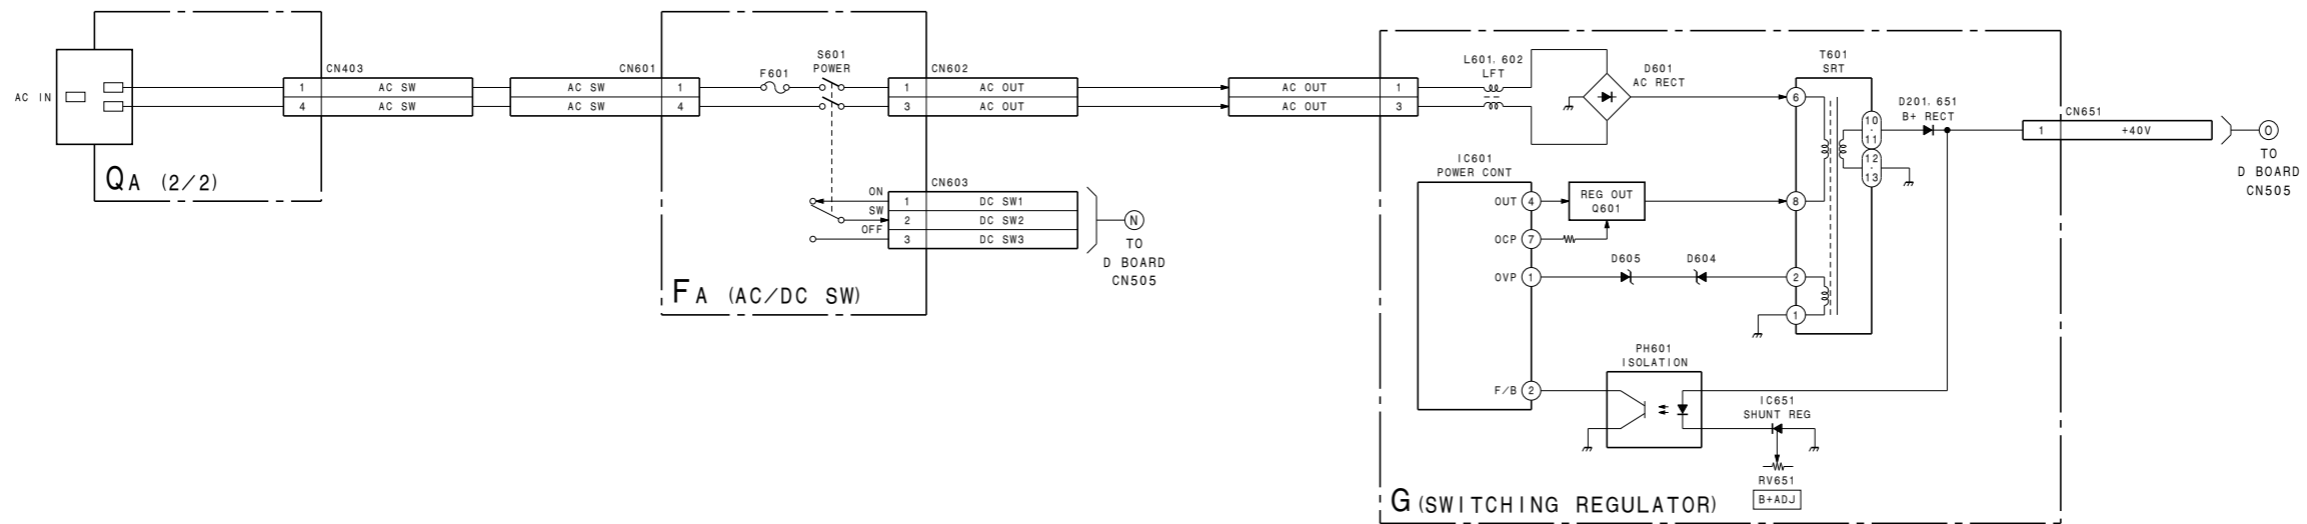 AC IN
CN403
1 AC SW
4 AC SW
QA (2/2)
CN601
AC SW 1
AC SW 4
F601
S601
POWER
CN602
1 AC OUT
3 AC OUT
CN603
ON 1 DC SW1
SW 2 DC SW2
OFF 3 DC SW3
N
TO
D BOARD
CN505
FA (AC/DC SW)
AC OUT 1
AC OUT 3
L601, 602
LFT
D601
AC RECT
T601
SRT
6
8
2
1
10
·
11
12
·
13
D201, 651
B+ RECT
CN651
1 +40V
O
TO
D BOARD
CN505
IC601
POWER CONT
OUT 4
OCP 7
OVP 1
F/B 2
REG OUT
Q601
D605
D604
PH601
ISOLATION
IC651
SHUNT REG
RV651
B+ADJ
G (SWITCHING REGULATOR)